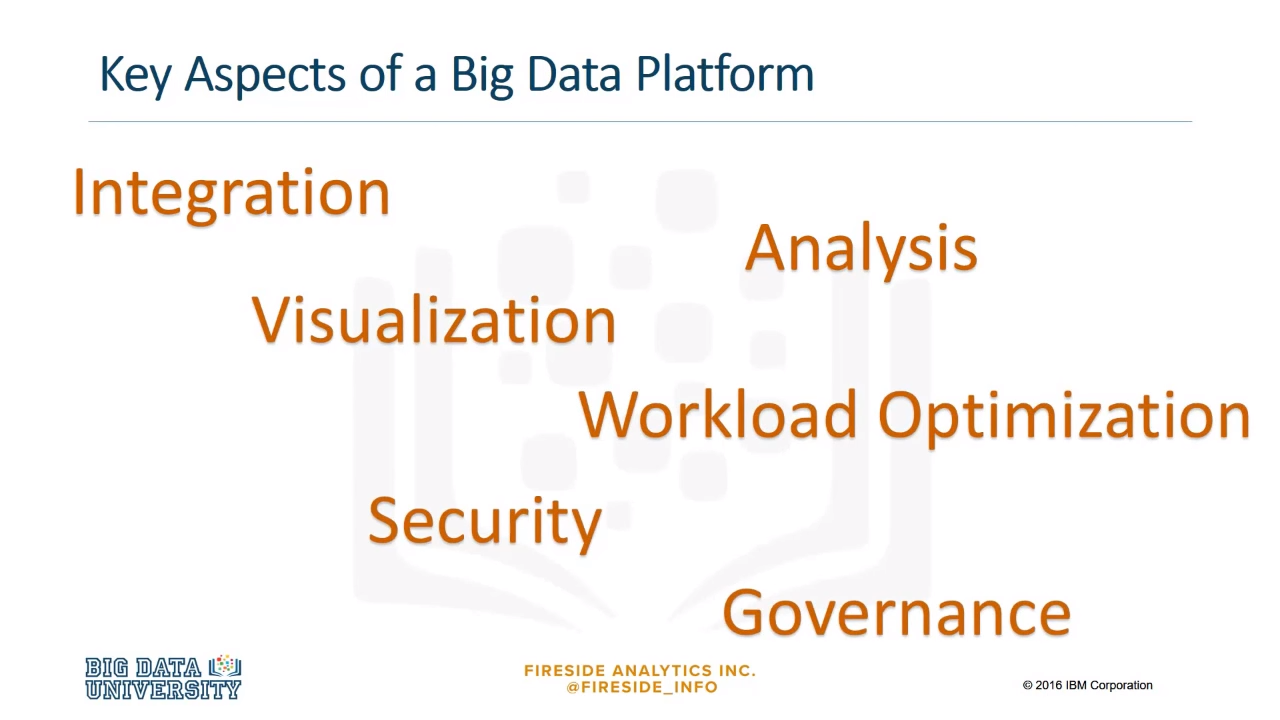 Key Aspects of a Big Data Platform
Integration
Analysis
Visualization
Workload Optimization
Security
Governance
BIG DATA
UNIVERSITY
FIRESIDE ANALYTICS INC.
@FIRESIDE_INFO
© 2016 IBM Corporation